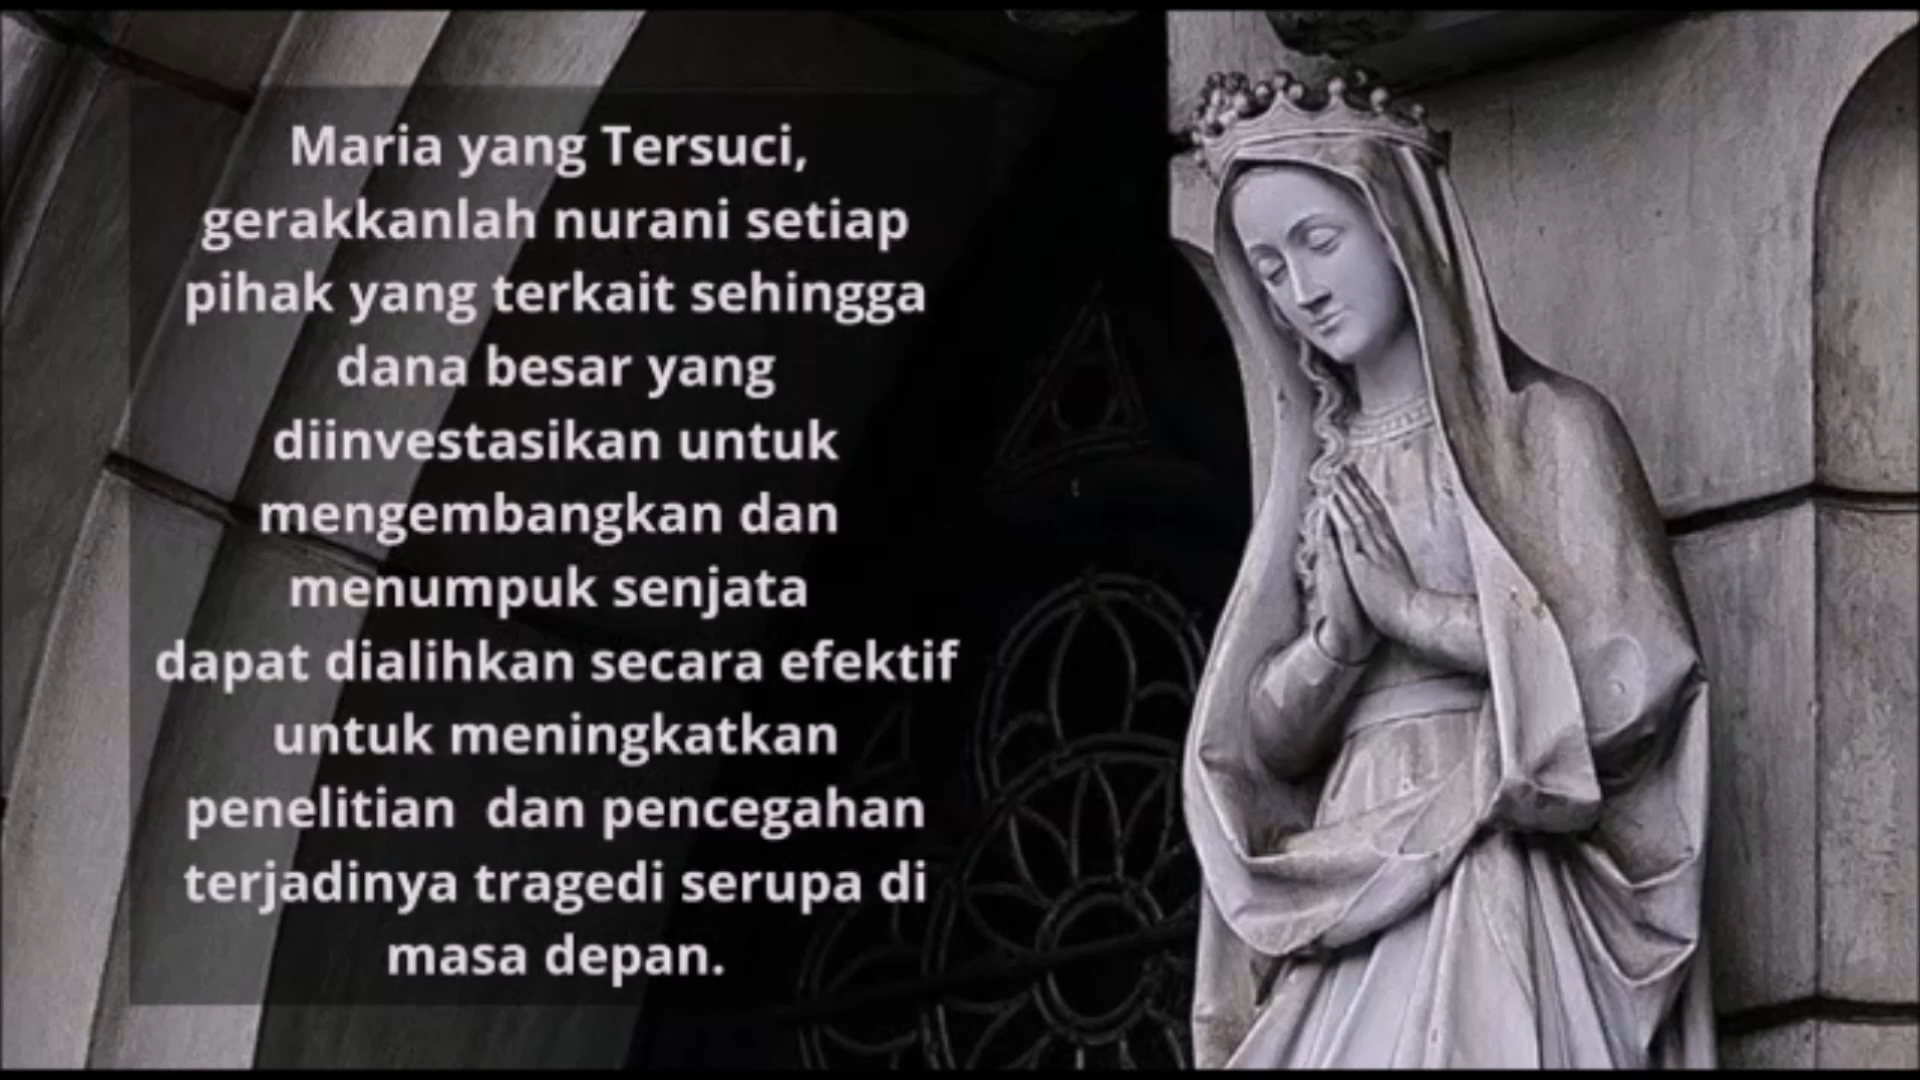 Maria yang Tersuci,
gerakkanlah nurani setiap
pihak yang terkait sehingga
dana besar yang
diinvestasikan untuk
mengembangkan dan
menumpuk senjata
dapat dialihkan secara efektif
untuk meningkatkan
penelitian  dan pencegahan
terjadinya tragedi serupa di
masa depan.